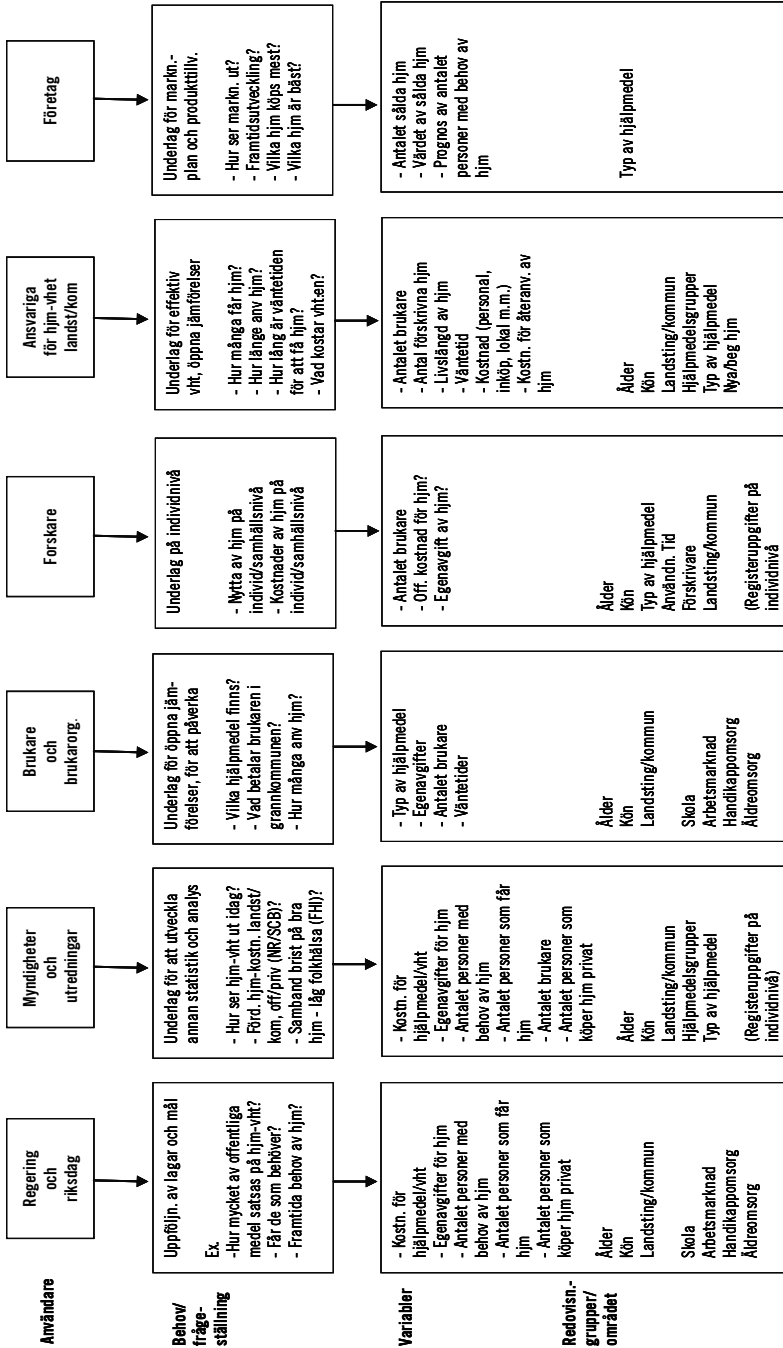 Användare
Regering
och
riksdag
Myndigheter
och
utredningar
Brukare
och
brukarorg.
Forskare
Ansvariga
för hjm-vhet
landst/kom
Företag
Behov/
fråge-
ställning
Uppföljn. av lagar och mål
Ex.
-Hur mycket av offentliga
medel satsas på hjm-vht?
- Får de som behöver?
- Framtida behov av hjm?
Underlag för att utveckla
annan statistik och analys
- Hur ser hjm-vht ut idag?
- Förd. hjm-kostn. landst/
kom, off/priv (NR/SCB)?
- Samband brist på bra
hjm – låg folkhälsa (FHI)?
Underlag för öppna jäm-
förelser, för att påverka
- Vilka hjälpmedel finns?
- Vad betalar brukaren i
grannkommunen?
- Hur många anv hjm?
Underlag på individnivå
- Nytta av hjm på
individ/samhällsnivå
- Kostnader av hjm på
individ/samhällsnivå
Underlag för effektiv
vht, öppna jämförelser
- Hur många får hjm?
- Hur länge anv hjm?
- Hur lång är väntetiden
för att få hjm?
- Vad kostar vht:en?
Underlag för markn.-
plan och produkttillv.
- Hur ser markn. ut?
- Framtidsutveckling?
- Vilka hjm köps mest?
- Vilka hjm är bäst?
Variabler
- Kostn. för
hjälpmedel/vht
- Egenavgifter för hjm
- Antalet personer med
behov av hjm
- Antalet personer som får
hjm
- Antalet personer som
köper hjm privat
- Kostn. för
hjälpmedel/vht
- Egenavgifter för hjm
- Antalet personer med
behov av hjm
- Antalet personer som får
hjm
- Antalet brukare
- Antalet personer som
köper hjm privat
- Typ av hjälpmedel
- Egenavgifter
- Antalet brukare
- Väntetider
- Antalet brukare
- Off. kostnad för hjm?
- Egenavgift av hjm?
- Antalet brukare
- Antal förskrivna hjm
- Livslängd av hjm
- Väntetid
- Kostnad (personal,
inköp, lokal m.m.)
- Kostn. för återanv. av
hjm
- Antalet sålda hjm
- Värdet av sålda hjm
- Prognos av antalet
personer med behov av
hjm
Redovisn.-
grupper/
området
Ålder
Kön
Landsting/kommun
Skola
Arbetsmarknad
Handikappomsorg
Äldreomsorg
Ålder
Kön
Landsting/kommun
Hjälpmedelsgrupper
Typ av hjälpmedel
(Registeruppgifter på
individnivå)
Ålder
Kön
Landsting/kommun
Skola
Arbetsmarknad
Handikappomsorg
Äldreomsorg
Ålder
Kön
Typ av hjälpmedel
Användn. Tid
Förskrivare
Landsting/kommun
(Registeruppgifter på
individnivå
Ålder
Kön
Landsting/kommun
Hjälpmedelsgrupper
Typ av hjälpmedel
Nya/beg hjm
Typ av hjälpmedel